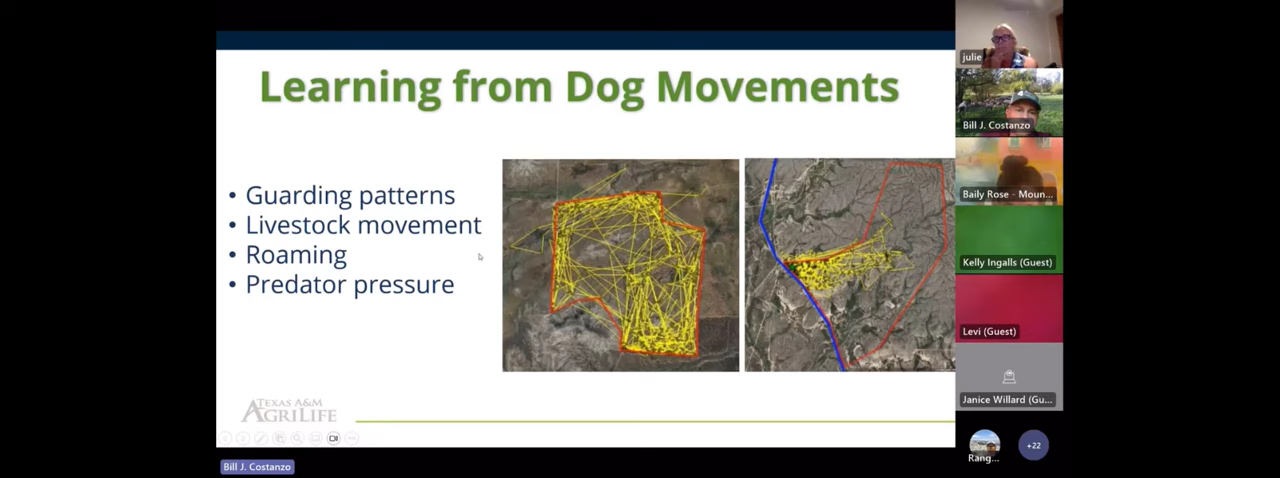 Learning from Dog Movements
• Guarding patterns
• Livestock movement
• Roaming
• Predator pressure
TEXAS A&M
AGRILIFE
Bill J. Costanzo
julie
Bill J. Costanzo
Baily Rose - Moun...
Kelly Ingalls (Guest)
Levi (Guest)
Janice Willard (Gu...
Rang...
+22